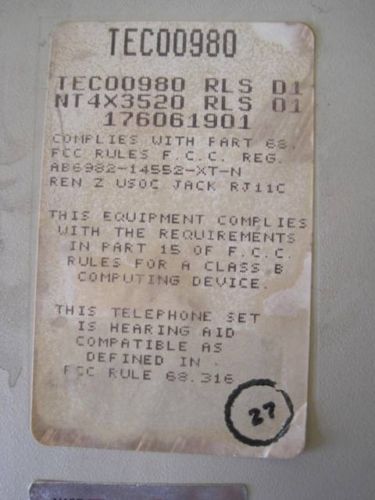 TEC00980
TEC00980 RLS D1
NT4X3520 RLS 01
176061901
COMPLIES WITH PART 68.
FCC RULES F.C.C. REG.
AB6982-14552-XT-N
REN Z USOC JACK RJ11C
THIS EQUIPMENT COMPLIES
WITH THE REQUIREMENTS
IN PART 15 OF F.C.C.
RULES FOR A CLASS B
COMPUTING DEVICE.
THIS TELEPHONE SET
IS HEARING AID
COMPATIBLE AS
DEFINED IN
FCC RULE 68.316
27